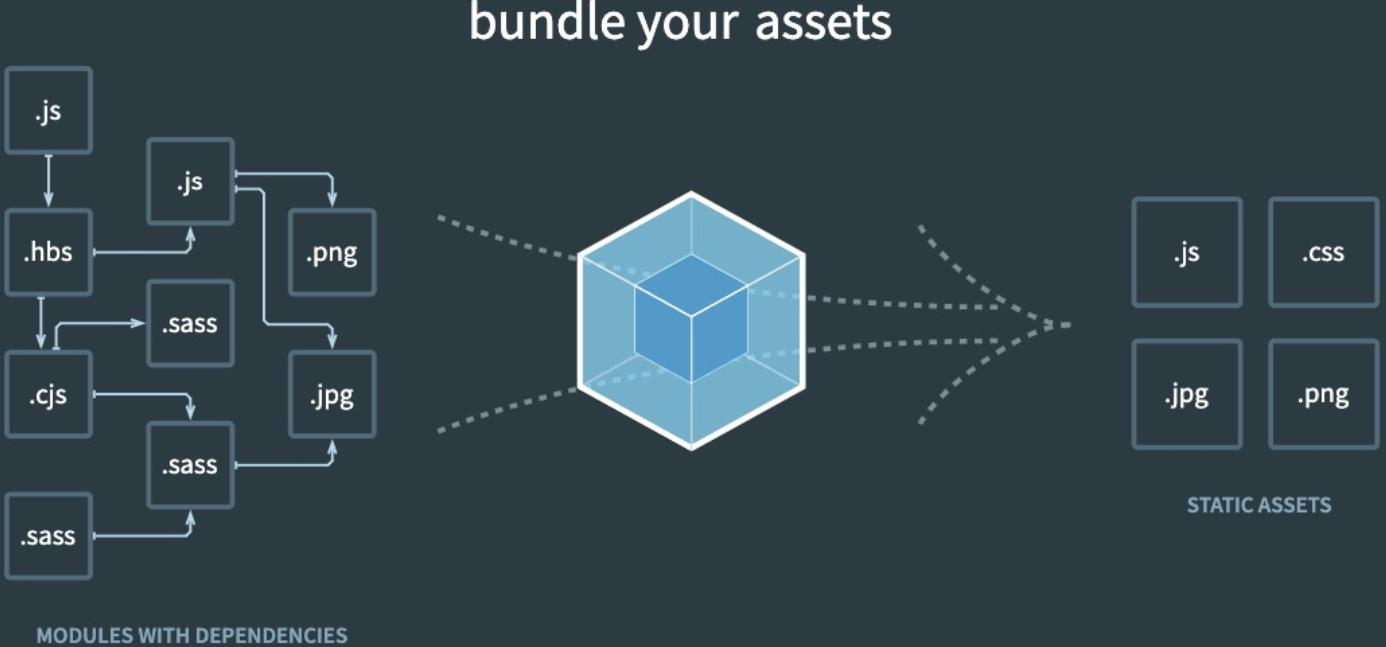 bundle your assets
.js
.js
.hbs
.png
.sass
.cjs
.jpg
.sass
.sass
MODULES WITH DEPENDENCIES
.js
.css
.jpg
.png
STATIC ASSETS